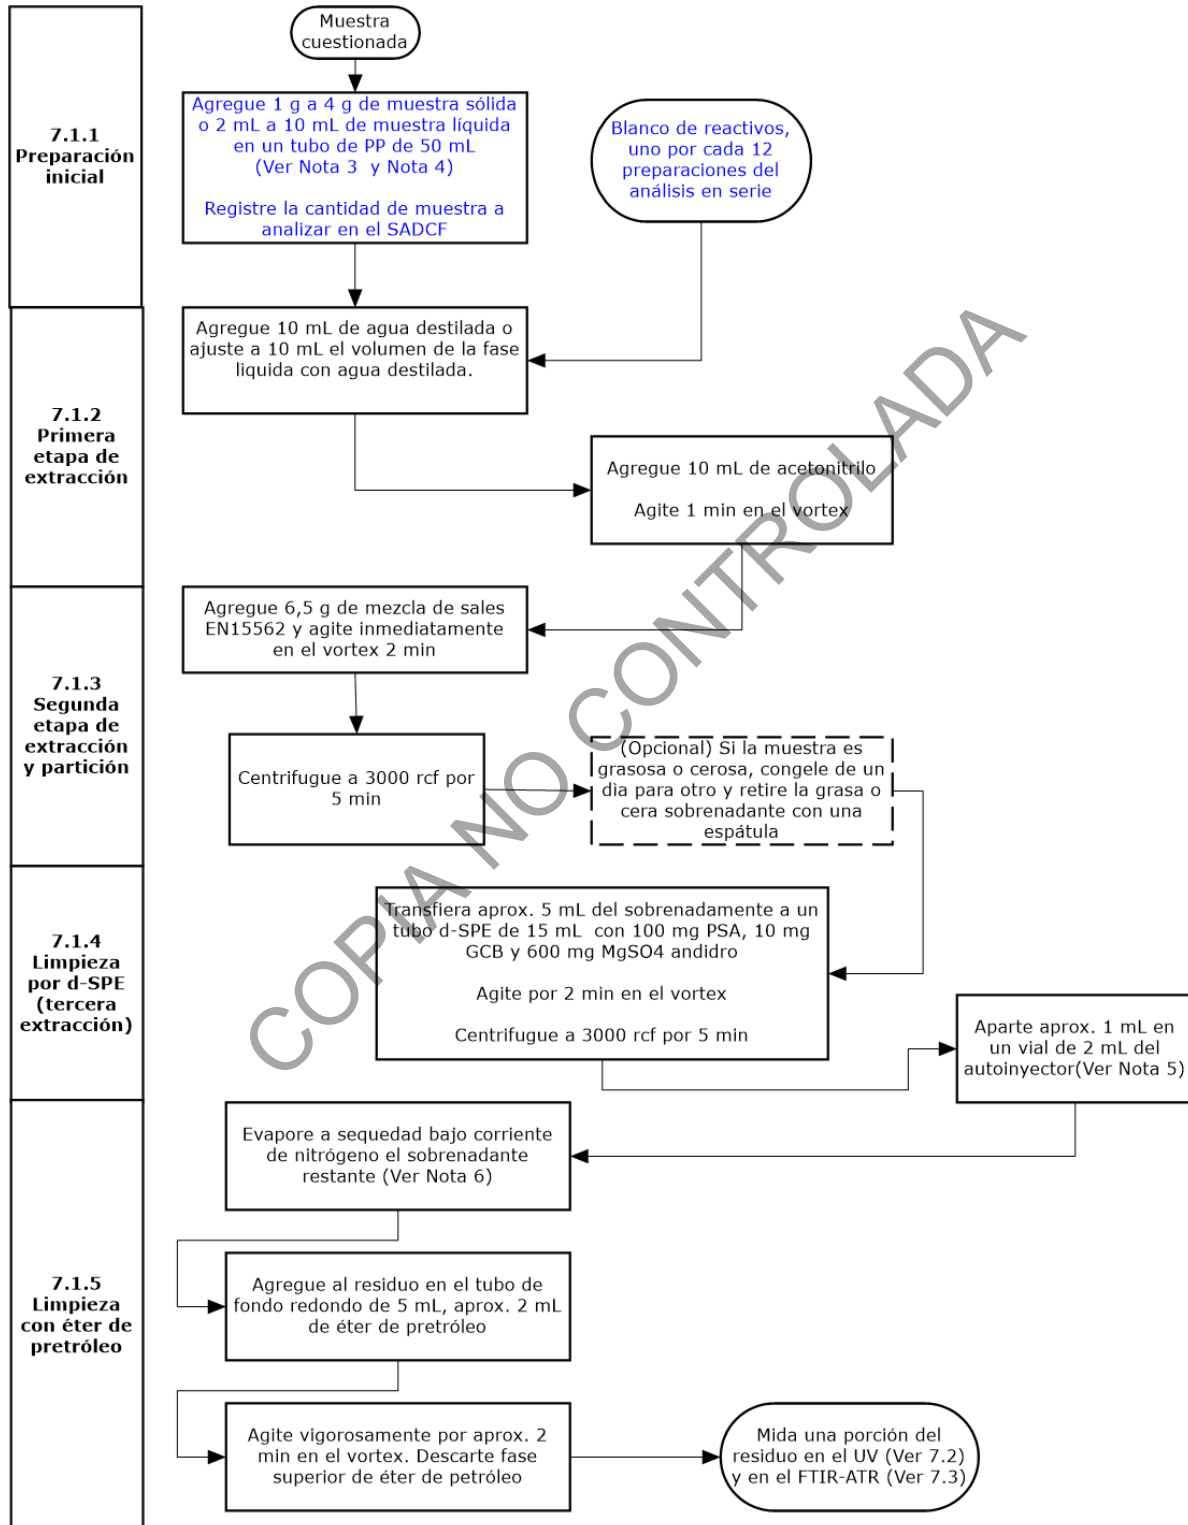 Muestra
cuestionada
7.1.1
Preparación
inicial
Agregue 1 g a 4 g de muestra sólida
o 2 mL a 10 mL de muestra líquida
en un tubo de PP de 50 mL
(Ver Nota 3  y Nota 4)
Registre la cantidad de muestra a
analizar en el SADCF
Blanco de reactivos,
uno por cada 12
preparaciones del
análisis en serie
7.1.2
Primera
etapa de
extracción
Agregue 10 mL de agua destilada o
ajuste a 10 mL el volumen de la fase
liquida con agua destilada.
Agregue 10 mL de acetonitrilo
Agite 1 min en el vortex
7.1.3
Segunda
etapa de
extracción
y partición
Agregue 6,5 g de mezcla de sales
EN15562 y agite inmediatamente
en el vortex 2 min
Centrifugue a 3000 rcf por
5 min
(Opcional) Si la muestra es
grasosa o cerosa, congele de un
dia para otro y retire la grasa o
cera sobrenadante con una
espátula
7.1.4
Limpieza
por d-SPE
(tercera
extracción)
Transfiera aprox. 5 mL del sobrenadamente a un
tubo d-SPE de 15 mL  con 100 mg PSA, 10 mg
GCB y 600 mg MgSO4 andidro
Agite por 2 min en el vortex
Centrifugue a 3000 rcf por 5 min
Aparte aprox. 1 mL en
un vial de 2 mL del
autoinyector(Ver Nota 5)
7.1.5
Limpieza
con éter de
pretróleo
Evapore a sequedad bajo corriente
de nitrógeno el sobrenadante
restante (Ver Nota 6)
Agregue al residuo en el tubo de
fondo redondo de 5 mL, aprox. 2 mL
de éter de pretróleo
Agite vigorosamente por aprox. 2
min en el vortex. Descarte fase
superior de éter de petróleo
Mida una porción del
residuo en el UV (Ver 7.2)
y en el FTIR-ATR (Ver 7.3)
COPIA NO CONTROLADA